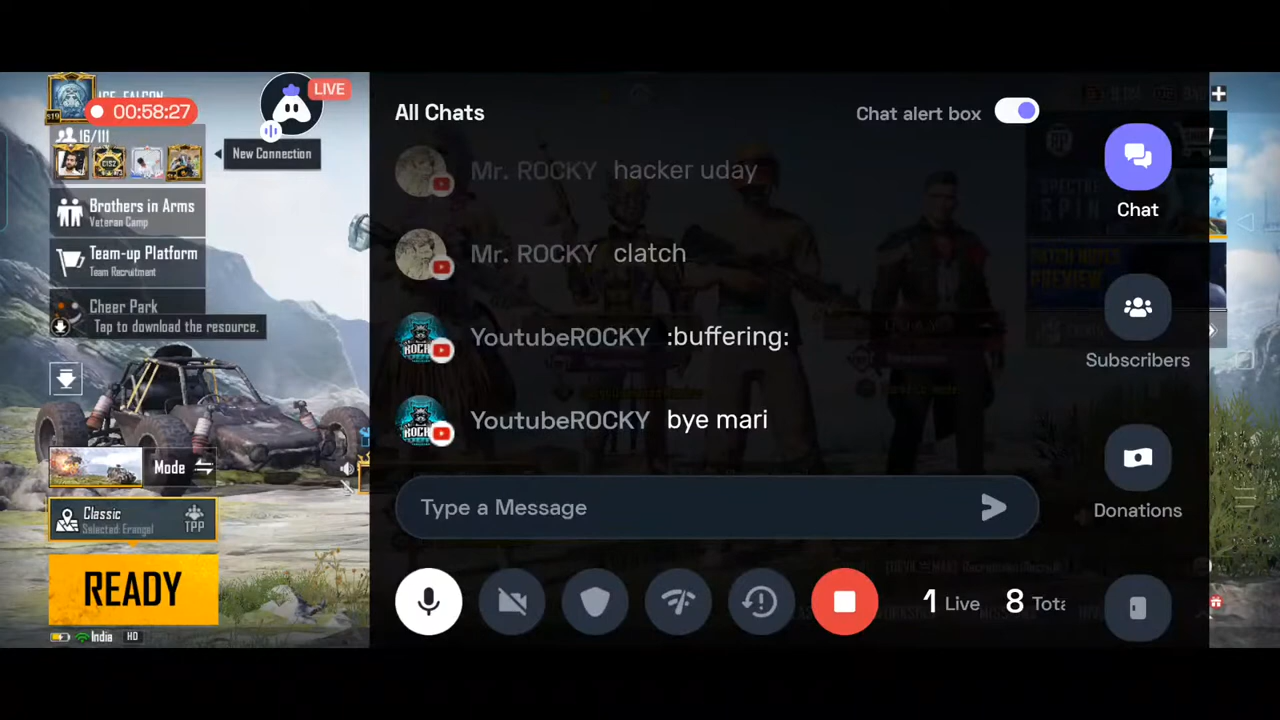 ICE_FALCON
S19
00:58:27
LIVE
16/111
New Connection
Brothers in Arms
Veteran Camp
Team-up Platform
Team Recruitment
Cheer Park
Tap to download the resource.
Mode
Classic
Selected: Erangel
TPP
READY
India
HD
All Chats
Chat alert box
Mr. ROCKY hacker uday
Mr. ROCKY clatch
YoutubeROCKY :buffering:
YoutubeROCKY bye mari
Type a Message
1 Live 8 Tota
Chat
Subscribers
Donations